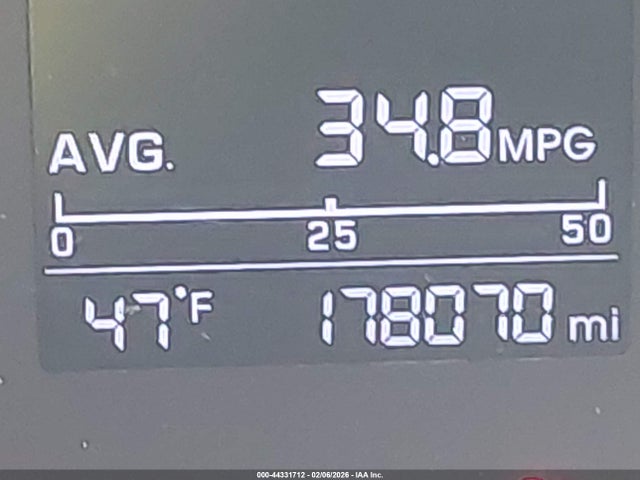 AVG. 34.8 MPG
0 25 50
47°F 178070 mi
000-44331712 - 02/06/2026 - IAA Inc.